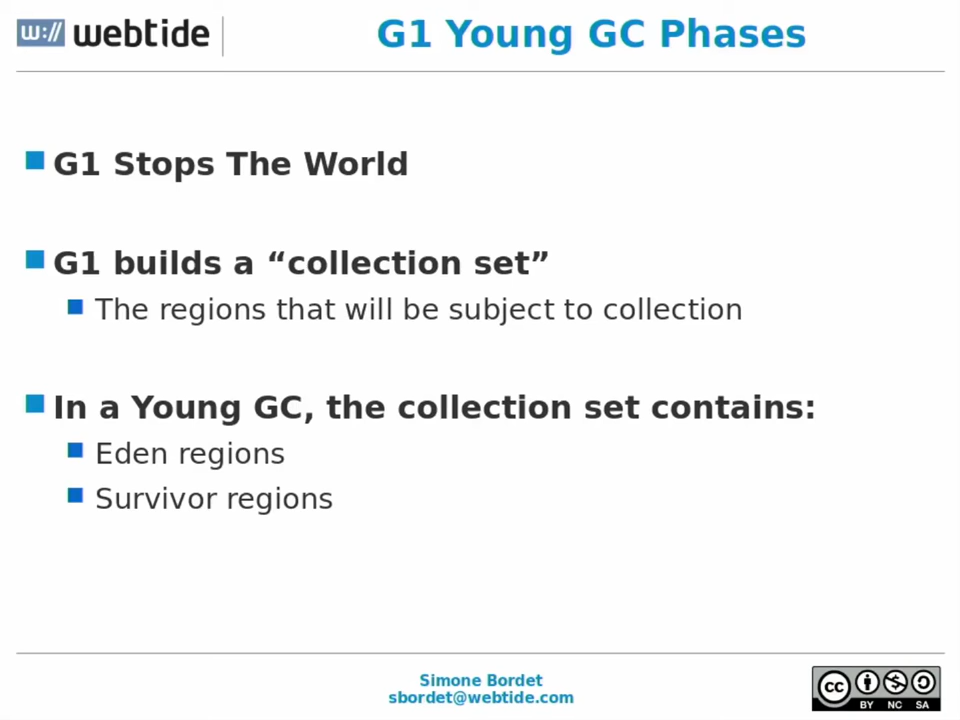 w:// webtide
G1 Young GC Phases
G1 Stops The World
G1 builds a “collection set”
The regions that will be subject to collection
In a Young GC, the collection set contains:
Eden regions
Survivor regions
Simone Bordet
sbordet@webtide.com
cc
BY NC SA